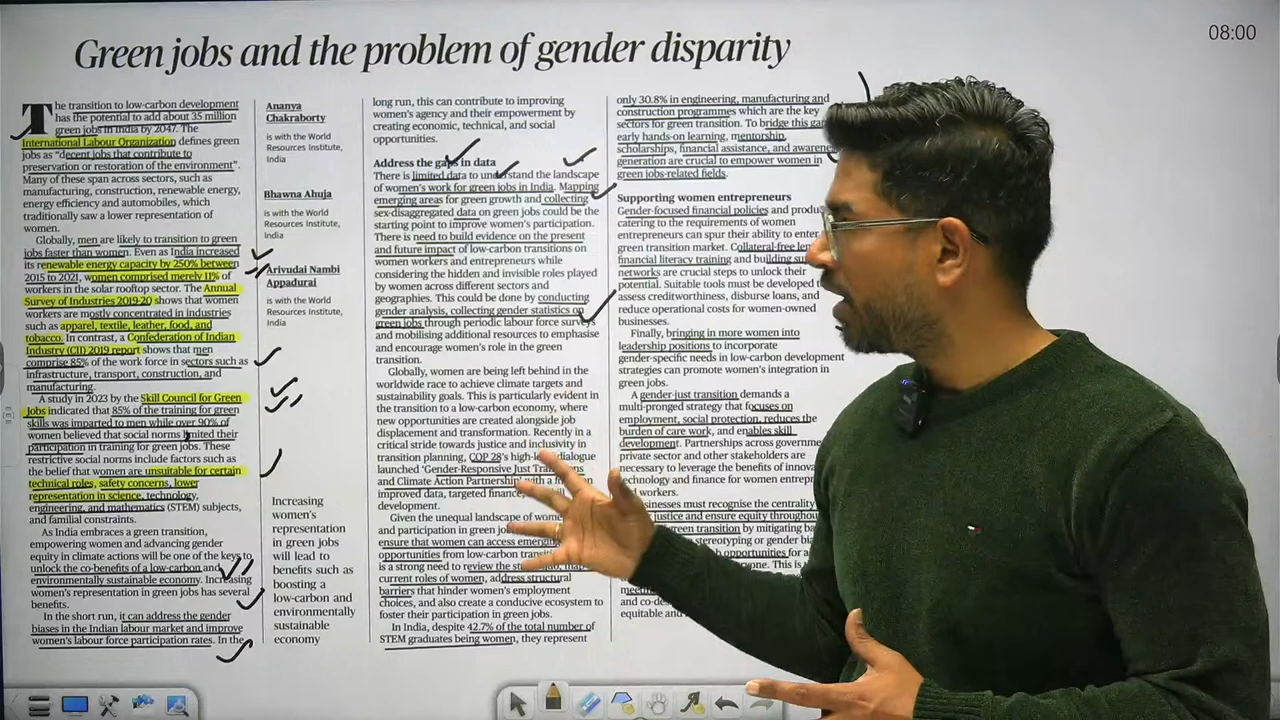 08:00
Green jobs and the problem of gender disparity
The transition to low-carbon development
has the potential to add about 35 million
green jobs in India by 2047. The
International Labour Organization defines green
jobs as “decent jobs that contribute to
preservation or restoration of the environment”.
Many of these span across sectors, such as
manufacturing, construction, renewable energy,
energy efficiency and automobiles, which
traditionally saw a lower representation of
women.
Globally, men are likely to transition to green
jobs faster than women. Even as India increased
its renewable energy capacity by 250% between
2015 to 2021, women comprised merely 11% of
workers in the solar rooftop sector. The Annual
Survey of Industries 2019-20 shows that women
workers are mostly concentrated in industries
such as apparel, textile, leather, food, and
tobacco. In contrast, a Confederation of Indian
Industry (CII) 2019 report shows that men
comprise 85% of the work force in sectors such as
infrastructure, transport, construction, and
manufacturing.
A study in 2023 by the Skill Council for Green
Jobs indicated that 85% of the training for green
skills was imparted to men while over 90% of
women believed that social norms limited their
participation in training for green jobs. These
restrictive social norms include factors such as
the belief that women are unsuitable for certain
technical roles, safety concerns, lower
representation in science, technology,
engineering, and mathematics (STEM) subjects,
and familial constraints.
As India embraces a green transition,
empowering women and advancing gender
equity in climate actions will be one of the keys to
unlock the co-benefits of a low-carbon and
environmentally sustainable economy. Increasing
women's representation in green jobs has several
benefits.
In the short run, it can address the gender
biases in the Indian labour market and improve
women's labour force participation rates. In the
Ananya
Chakraborty
is with the World
Resources Institute,
India
Bhawna Ahuja
is with the World
Resources Institute,
India
Arivudai Nambi
Appadurai
is with the World
Resources Institute,
India
Increasing
women's
representation
in green jobs
will lead to
benefits such as
boosting a
low-carbon and
environmentally
sustainable
economy
long run, this can contribute to improving
women's agency and their empowerment by
creating economic, technical, and social
opportunities.
Address the gaps in data
There is limited data to understand the landscape
of women's work for green jobs in India. Mapping
emerging areas for green growth and collecting
sex-disaggregated data on green jobs could be the
starting point to improve women's participation.
There is need to build evidence on the present
and future impact of low-carbon transitions on
women workers and entrepreneurs while
considering the hidden and invisible roles played
by women across different sectors and
geographies. This could be done by conducting
gender analysis, collecting gender statistics on
green jobs through periodic labour force surveys
and mobilising additional resources to emphasise
and encourage women's role in the green
transition.
Globally, women are being left behind in the
worldwide race to achieve climate targets and
sustainability goals. This is particularly evident in
the transition to a low-carbon economy, where
new opportunities are created alongside job
displacement and transformation. Recently in a
critical stride towards justice and inclusivity in
transition planning, COP 28's high-level dialogue
launched ‘Gender-Responsive Just Transitions
and Climate Action Partnership’ with a
improved data, targeted finance,
development.
Given the unequal landscape of
and participation in green
ensure that women can access emerging
opportunities from low-carbon
is a strong need to review the
current roles of women, address structural
barriers that hinder women's employment
choices, and also create a conducive ecosystem to
foster their participation in green jobs.
In India, despite 42.7% of the total number of
STEM graduates being women, they represent
only 30.8% in engineering, manufacturing and
construction programmes which are the key
sectors for green transition. To bridge this
early hands-on learning, mentorship,
scholarships, financial assistance, and
generation are crucial to empower women in
green jobs-related fields.
Supporting women entrepreneurs
Gender-focused financial policies and
catering to the requirements of women
entrepreneurs can spur their ability to enter
green transition market. Collateral-free
financial literacy training and building
networks are crucial steps to unlock their
potential. Suitable tools must be developed
assess creditworthiness, disburse loans, and
reduce operational costs for women-owned
businesses.
Finally, bringing more women into
leadership positions to incorporate
gender-specific needs in low-carbon development
strategies can promote women's integration in
green jobs.
A gender-just transition demands a
multi-pronged strategy that focuses on
employment, social protection, reduces the
burden of care work, and enables skill
development. Partnerships across
private sector and other stakeholders are
necessary to leverage the benefits of
technology and finance for women
workers.
must recognise the centrality
justice and ensure equity throughout
green transition by mitigating
stereotyping or gender
opportunities for
This is
equitable and